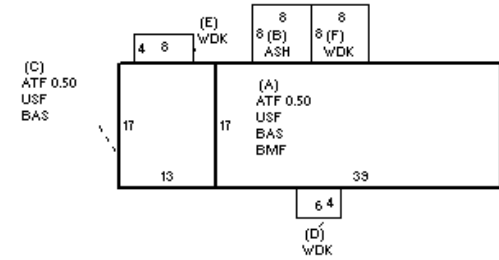 8 8
(E)
WDK
4 8
8 (B)
ASH
8 (F)
WDK
(C)
ATF 0.50
USF
BAS
(A)
ATF 0.50
USF
BAS
BMF
17
17
13
39
6 4
(D)
WDK